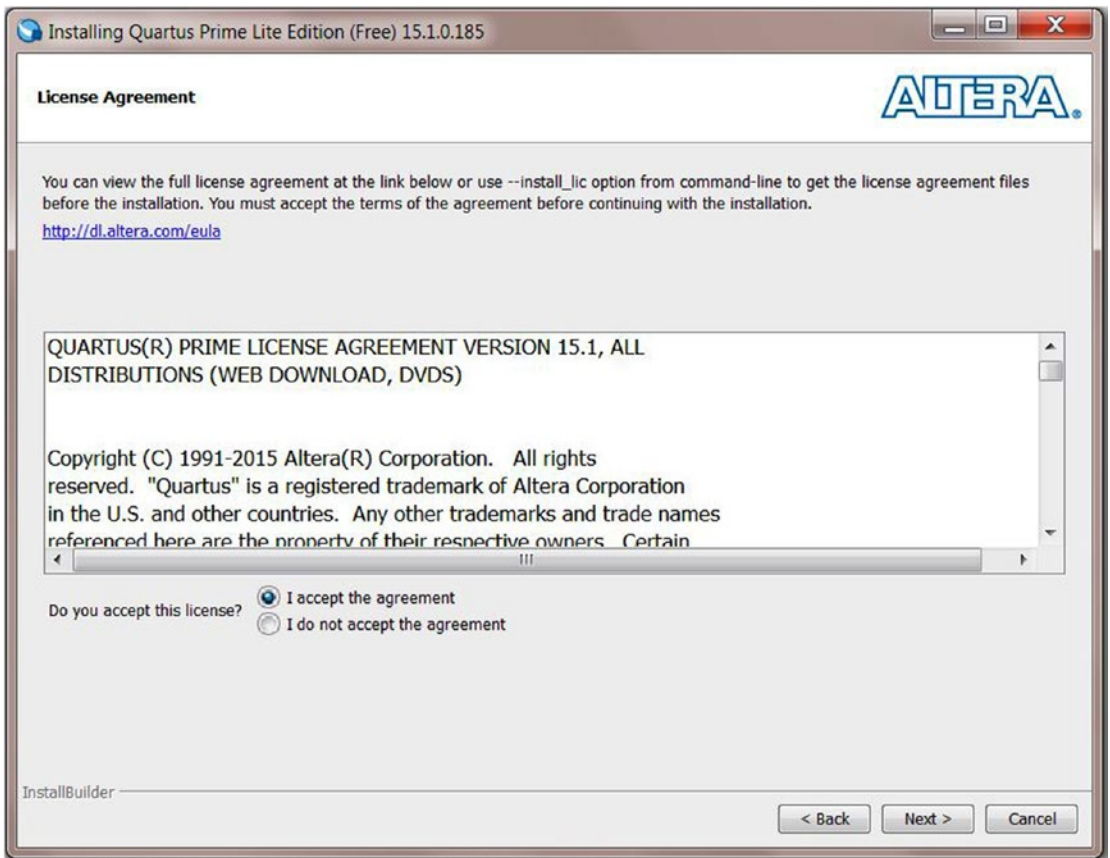 Installing Quartus Prime Lite Edition (Free) 15.1.0.185
License Agreement
ALTERA®
You can view the full license agreement at the link below or use --install_lic option from command-line to get the license agreement files
before the installation. You must accept the terms of the agreement before continuing with the installation.
http://dl.altera.com/eula
QUARTUS(R) PRIME LICENSE AGREEMENT VERSION 15.1, ALL
DISTRIBUTIONS (WEB DOWNLOAD, DVDS)
Copyright (C) 1991-2015 Altera(R) Corporation.   All rights
reserved.  "Quartus" is a registered trademark of Altera Corporation
in the U.S. and other countries.  Any other trademarks and trade names
referenced here are the property of their respective owners.  Certain
Do you accept this license?
I accept the agreement
I do not accept the agreement
InstallBuilder
< Back
Next >
Cancel